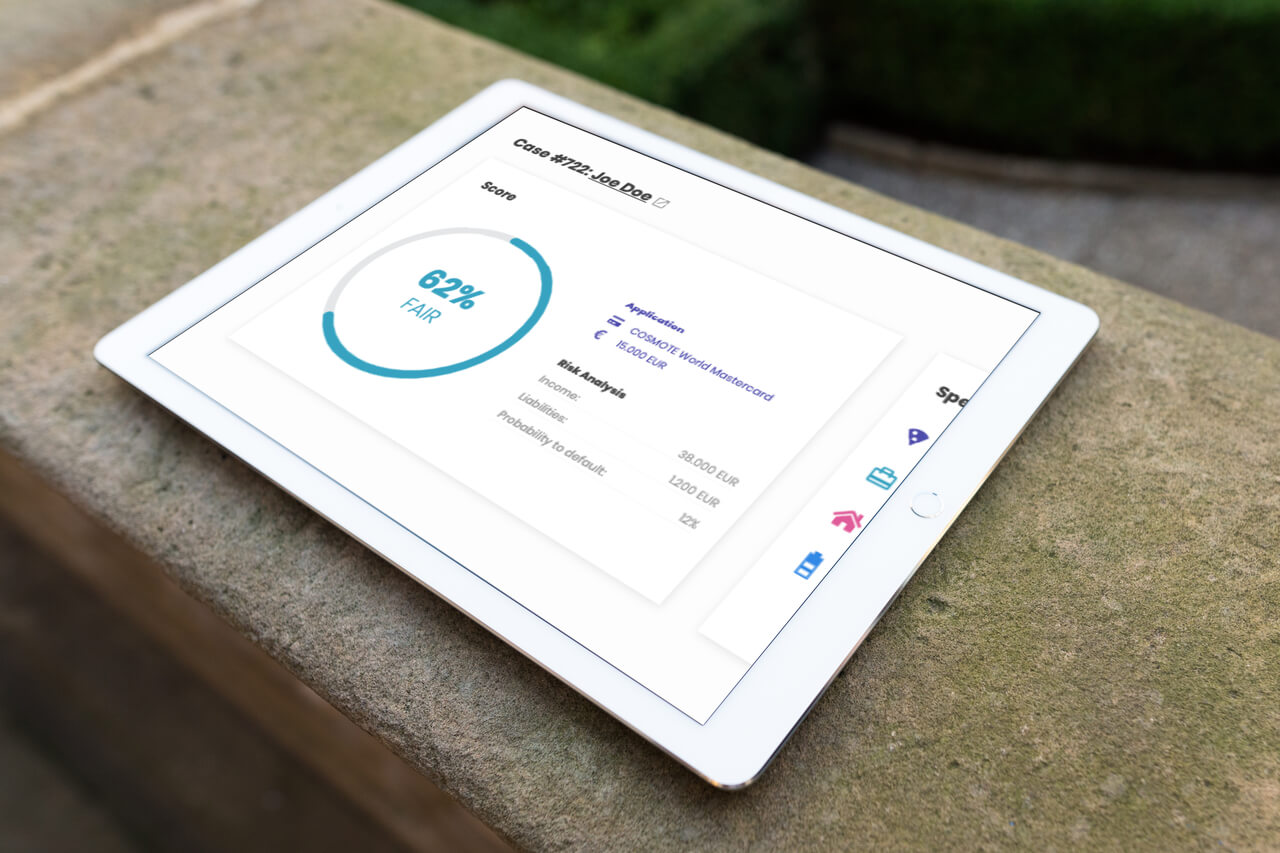 Case #722: Joe Doe
Score
62%
FAIR
Application
COSMOTE World Mastercard
€ 15.000 EUR
Risk Analysis
Income: 38.000 EUR
Liabilities: 1.200 EUR
Probability to default: 12%
Spe